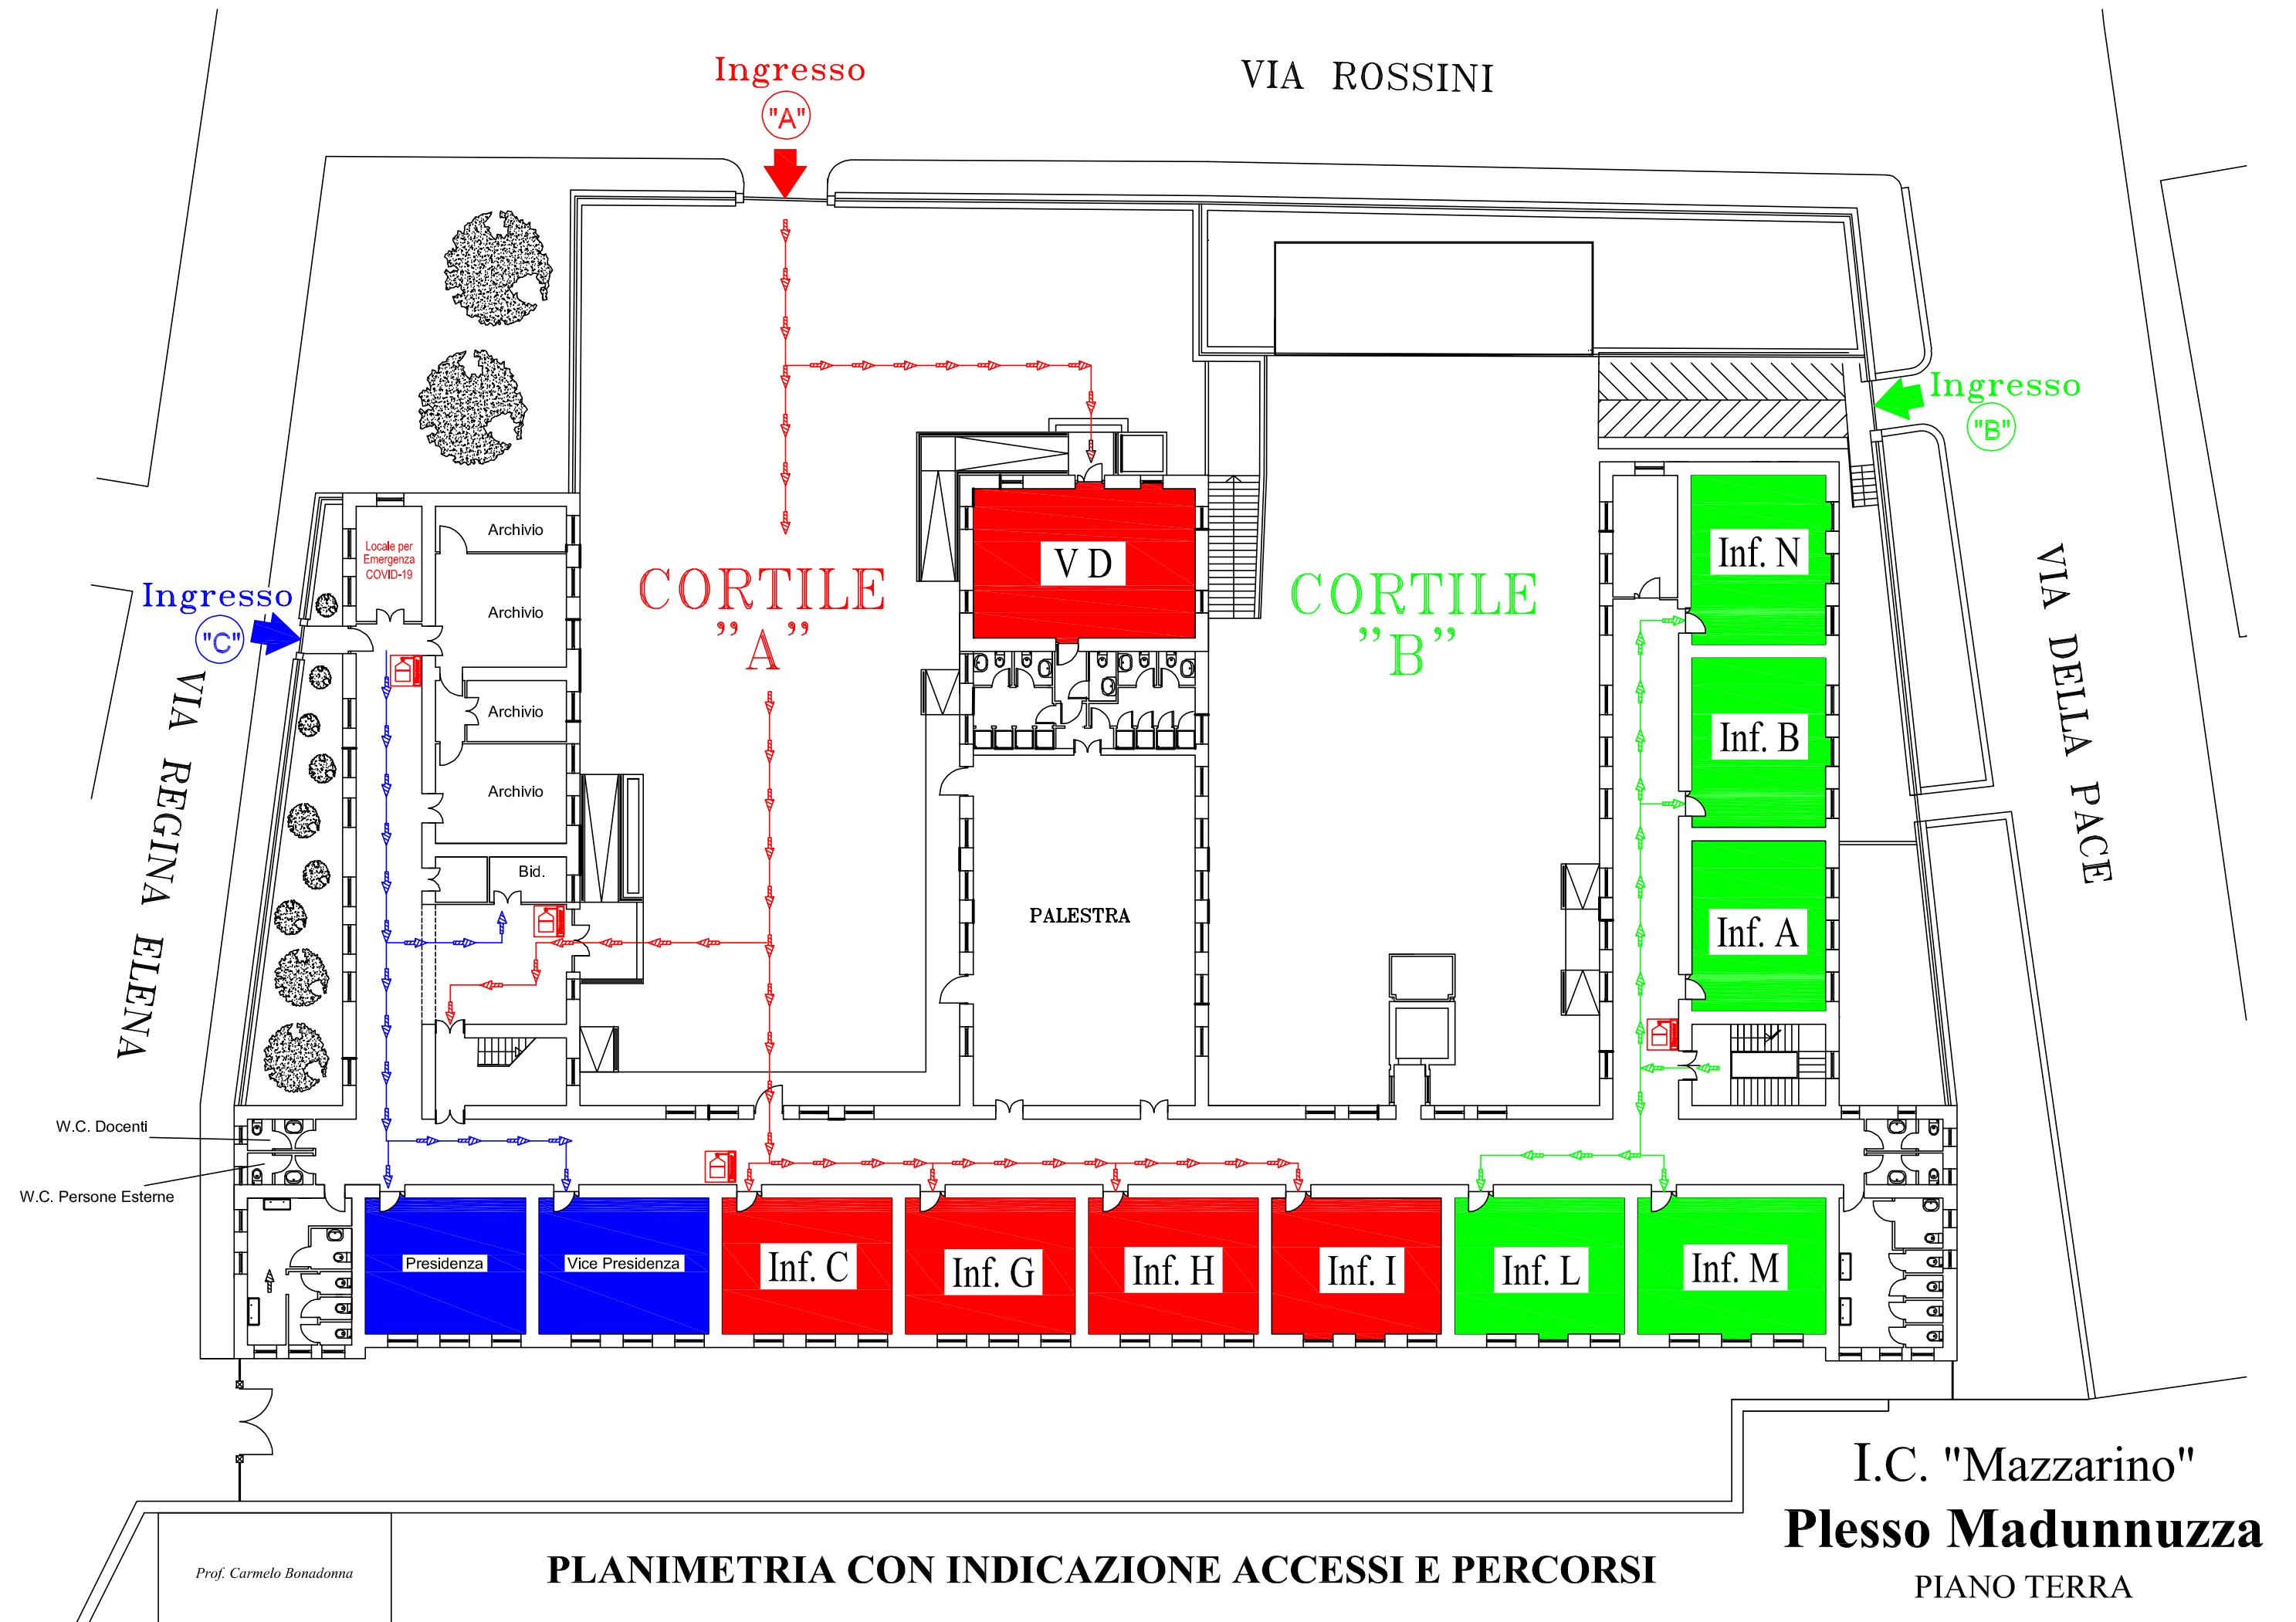 Ingresso
"A"
VIA ROSSINI
Ingresso
"B"
Locale per
Emergenza
COVID-19
Archivio
Archivio
Archivio
Archivio
Bid.
Ingresso
"C"
VIA REGINA ELENA
CORTILE
"A"
V D
CORTILE
"B"
VIA DELLA PACE
PALESTRA
Inf. N
Inf. B
Inf. A
W.C. Docenti
W.C. Persone Esterne
Presidenza
Vice Presidenza
Inf. C
Inf. G
Inf. H
Inf. I
Inf. L
Inf. M
I.C. "Mazzarino"
Plesso Madunnuzza
PIANO TERRA
PLANIMETRIA CON INDICAZIONE ACCESSI E PERCORSI
Prof. Carmelo Bonadonna